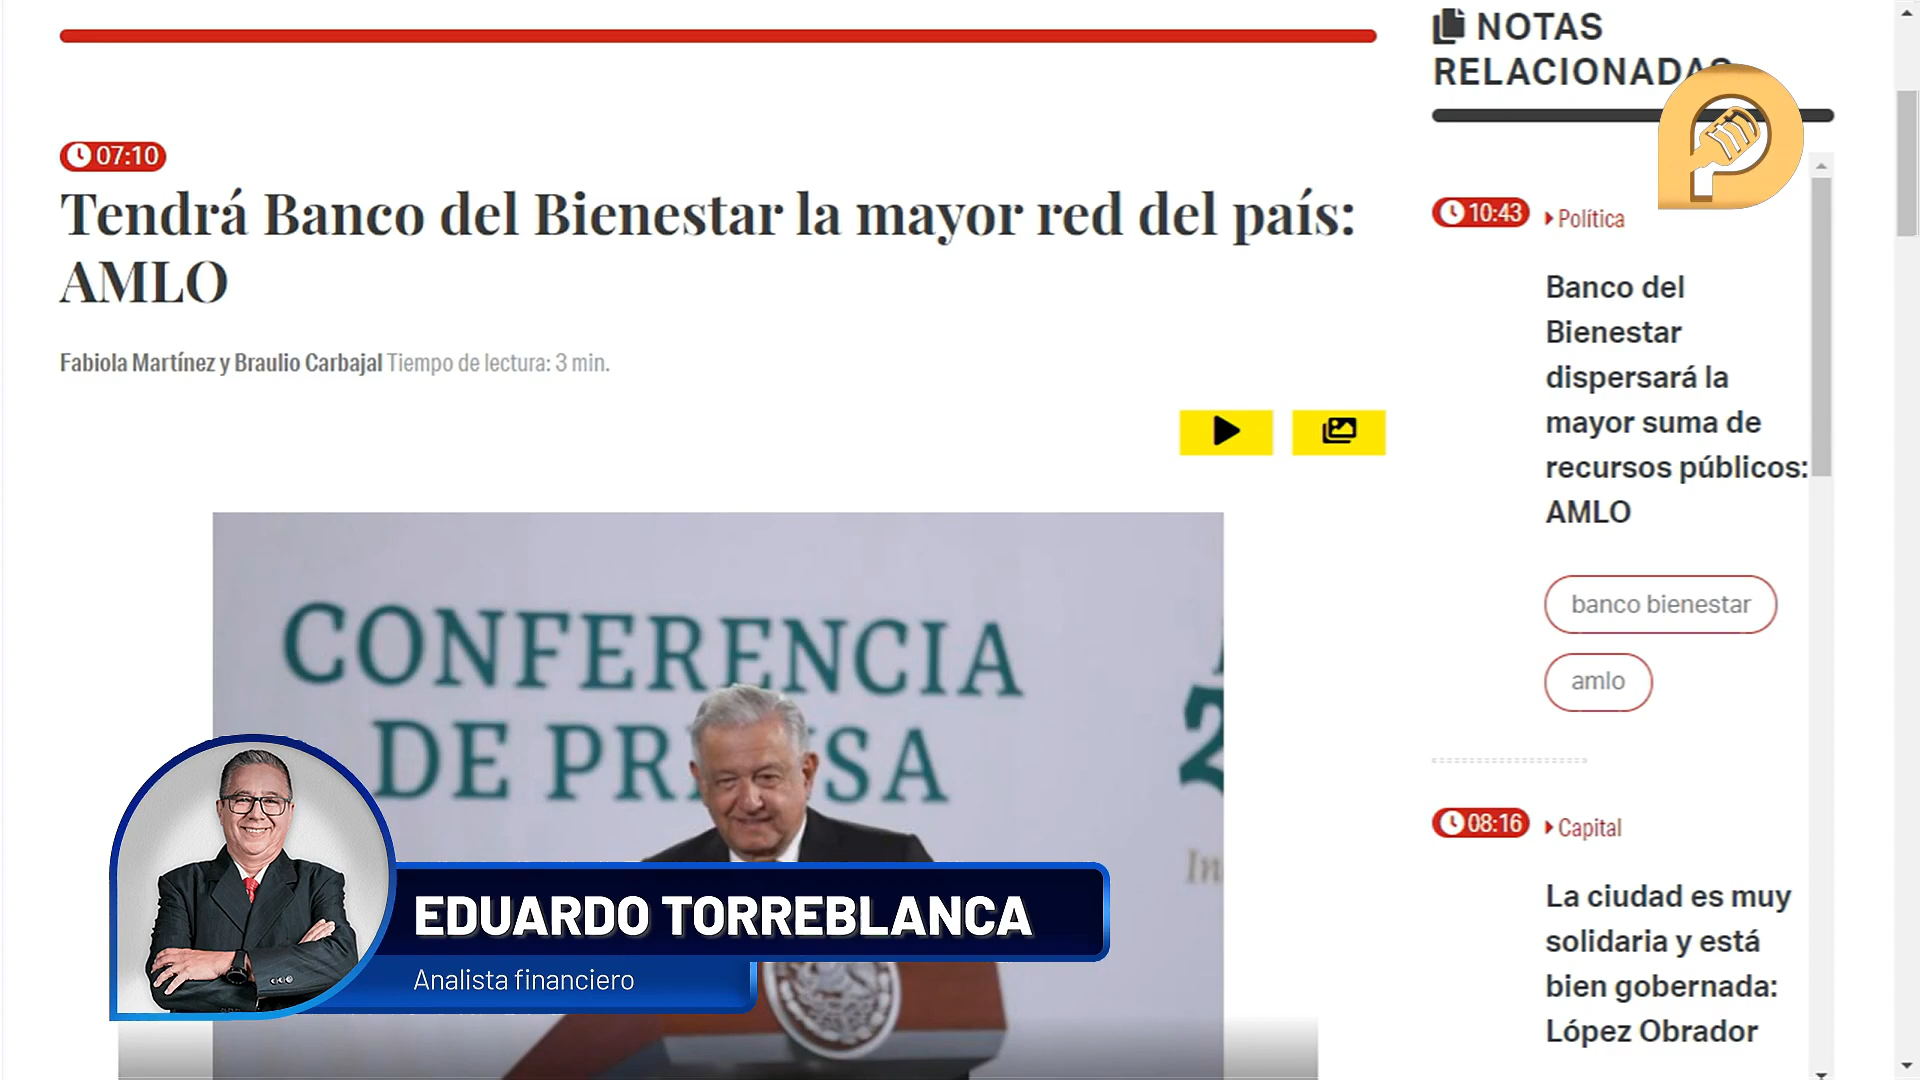 07:10
Tendrá Banco del Bienestar la mayor red del país:
AMLO
Fabiola Martínez y Braulio Carbajal Tiempo de lectura: 3 min.
CONFERENCIA
DE PRENSA
2
In
EDUARDO TORREBLANCA
Analista financiero
NOTAS
RELACIONADAS
10:43 Política
Banco del
Bienestar
dispersará la
mayor suma de
recursos públicos:
AMLO
banco bienestar
amlo
08:16 Capital
La ciudad es muy
solidaria y está
bien gobernada:
López Obrador